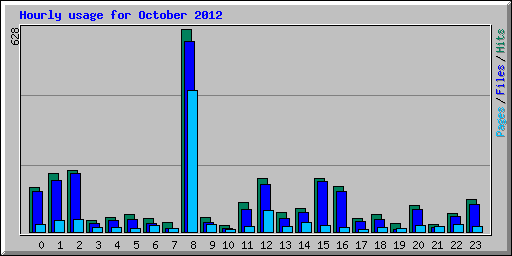 Hourly usage for October 2012
628
Pages/Files/Hits
0 1 2 3 4 5 6 7 8 9 10 11 12 13 14 15 16 17 18 19 20 21 22 23